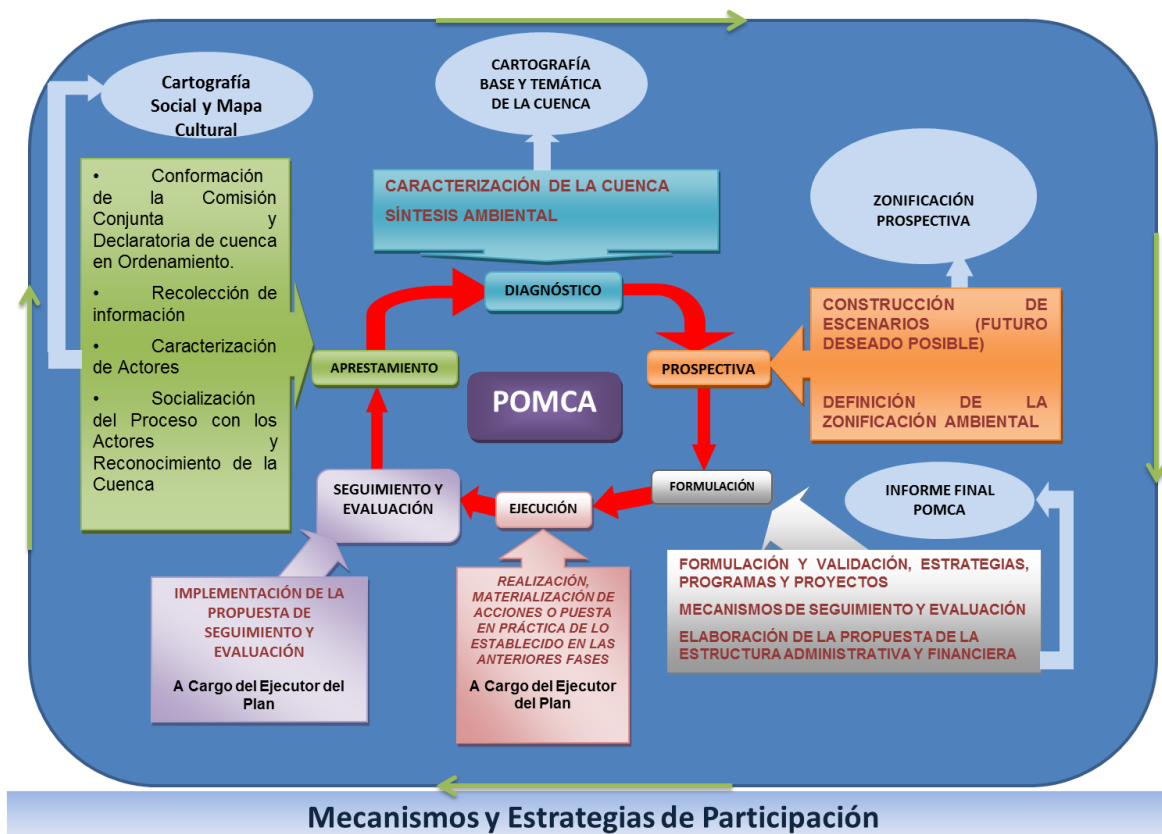 Cartografía
Social y Mapa
Cultural
CARTOGRAFÍA
BASE Y TEMÁTICA
DE LA CUENCA
ZONIFICACIÓN
PROSPECTIVA
• Conformación
de la Comisión
Conjunta y
Declaratoria de cuenca
en Ordenamiento.
• Recolección de
información
• Caracterización
de Actores
• Socialización
del Proceso con los
Actores y
Reconocimiento de la
Cuenca
CARACTERIZACIÓN DE LA CUENCA
SÍNTESIS AMBIENTAL
DIAGNÓSTICO
APRESTAMIENTO
POMCA
PROSPECTIVA
CONSTRUCCIÓN DE
ESCENARIOS (FUTURO
DESEADO POSIBLE)
DEFINICIÓN DE LA
ZONIFICACIÓN AMBIENTAL
SEGUIMIENTO Y
EVALUACIÓN
EJECUCIÓN
FORMULACIÓN
INFORME FINAL
POMCA
IMPLEMENTACIÓN DE LA
PROPUESTA DE
SEGUIMIENTO Y
EVALUACIÓN
A Cargo del Ejecutor del
Plan
REALIZACIÓN,
MATERIALIZACIÓN DE
ACCIONES O PUESTA
EN PRÁCTICA DE LO
ESTABLECIDO EN LAS
ANTERIORES FASES
A Cargo del Ejecutor
del Plan
FORMULACIÓN Y VALIDACIÓN, ESTRATEGIAS,
PROGRAMAS Y PROYECTOS
MECANISMOS DE SEGUIMIENTO Y EVALUACIÓN
ELABORACIÓN DE LA PROPUESTA DE LA
ESTRUCTURA ADMINISTRATIVA Y FINANCIERA
Mecanismos y Estrategias de Participación